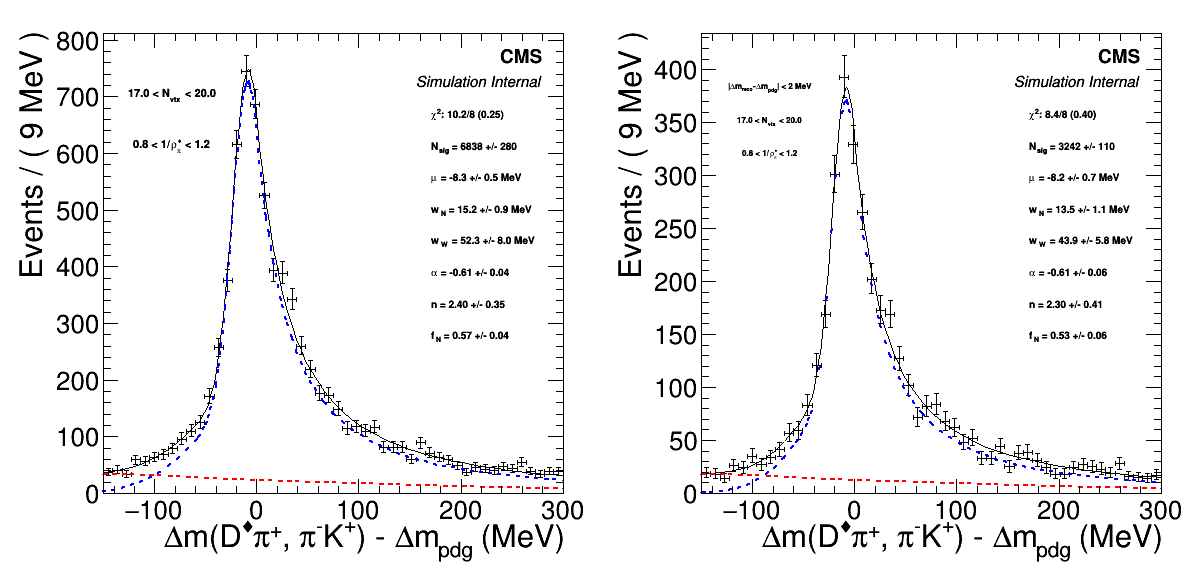 CMS
Simulation Internal
17.0 < N_vtx < 20.0
0.8 < 1/ρ_π^♦ < 1.2
χ²: 10.2/8 (0.25)
N_sig = 6838 +/- 280
μ = -8.3 +/- 0.5 MeV
w_N = 15.2 +/- 0.9 MeV
w_W = 52.3 +/- 8.0 MeV
α = -0.61 +/- 0.04
n = 2.40 +/- 0.35
f_N = 0.57 +/- 0.04
Events / ( 9 MeV )
800
700
600
500
400
300
200
100
0
−100 0 100 200 300
Δm(D♦π⁺, π⁻K⁺) - Δm_pdg (MeV)
CMS
Simulation Internal
|Δm_reco-Δm_pdg| < 2 MeV
17.0 < N_vtx < 20.0
0.8 < 1/ρ_π^♦ < 1.2
χ²: 8.4/8 (0.40)
N_sig = 3242 +/- 110
μ = -8.2 +/- 0.7 MeV
w_N = 13.5 +/- 1.1 MeV
w_W = 43.9 +/- 5.8 MeV
α = -0.61 +/- 0.06
n = 2.30 +/- 0.41
f_N = 0.53 +/- 0.06
Events / ( 9 MeV )
400
350
300
250
200
150
100
50
0
−100 0 100 200 300
Δm(D♦π⁺, π⁻K⁺) - Δm_pdg (MeV)